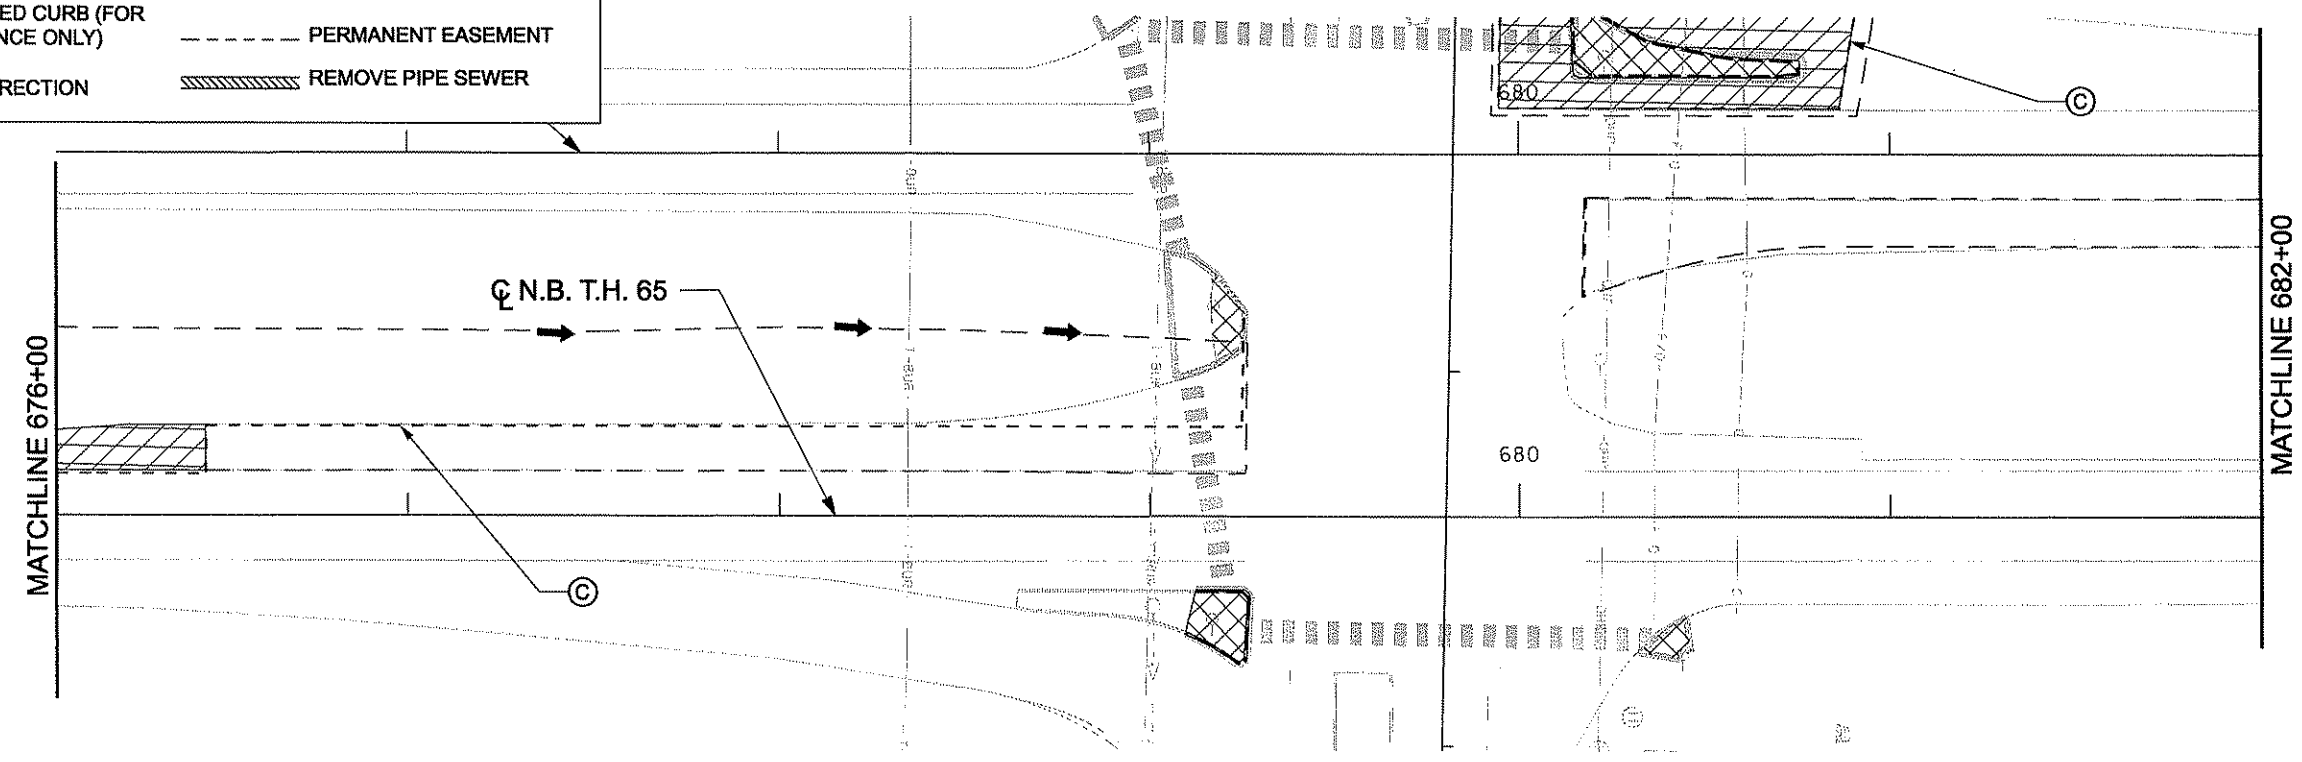 ED CURB (FOR
NCE ONLY)
PERMANENT EASEMENT
RECTION
REMOVE PIPE SEWER
680
C
℄ N.B. T.H. 65
MATCHLINE 676+00
MATCHLINE 682+00
680
C